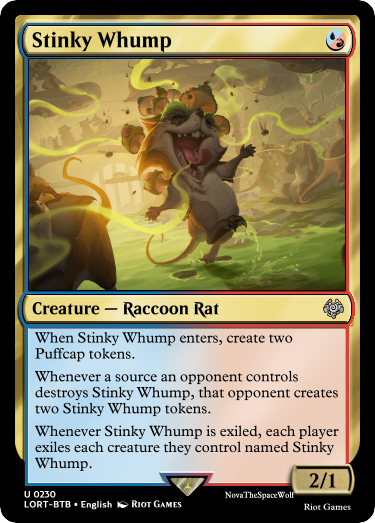 Stinky Whump
Creature — Raccoon Rat
When Stinky Whump enters, create two
Puffcap tokens.
Whenever a source an opponent controls
destroys Stinky Whump, that opponent creates
two Stinky Whump tokens.
Whenever Stinky Whump is exiled, each player
exiles each creature they control named Stinky
Whump.
2/1
U 0230
NovaTheSpaceWolf
LORT-BTB • English Riot Games
Riot Games